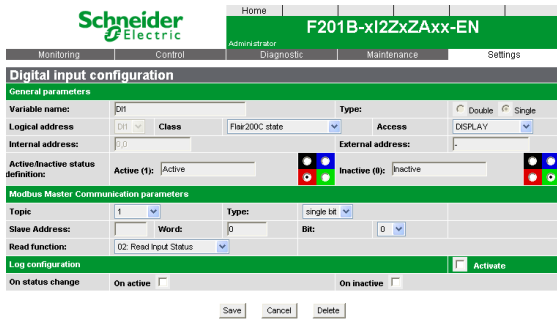 Home
Schneider Electric
F201B-xI2ZxZAxx-EN
Administrator
Monitoring Control Diagnostic Maintenance Settings
Digital input configuration
General parameters
Variable name: DI1 Type: Double Single
Logical address DI1 Class Flair200C state Access DISPLAY
Internal address: 0,0 External address: -
Active/Inactive status definition: Active (1): Active Inactive (0): Inactive
Modbus Master Communication parameters
Topic 1 Type: single bit
Slave Address: Word: 0 Bit: 0
Read function: 02: Read Input Status
Log configuration Activate
On status change On active On inactive
Save Cancel Delete